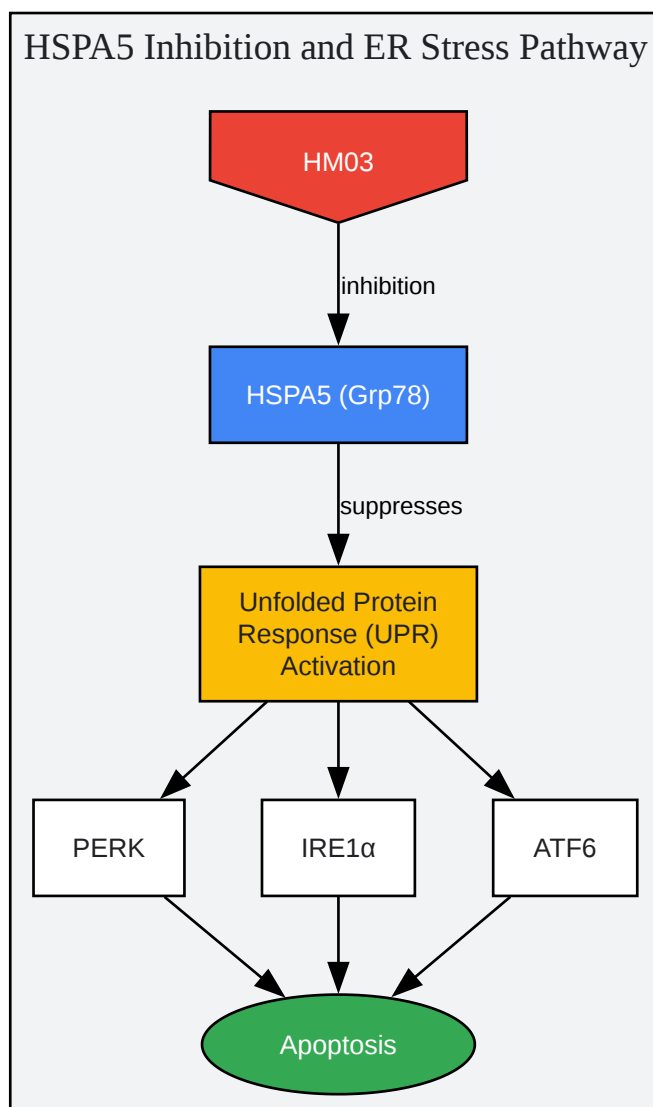 HSPA5 Inhibition and ER Stress Pathway
HM03
inhibition
HSPA5 (Grp78)
suppresses
Unfolded Protein
Response (UPR)
Activation
PERK
IRE1α
ATF6
Apoptosis